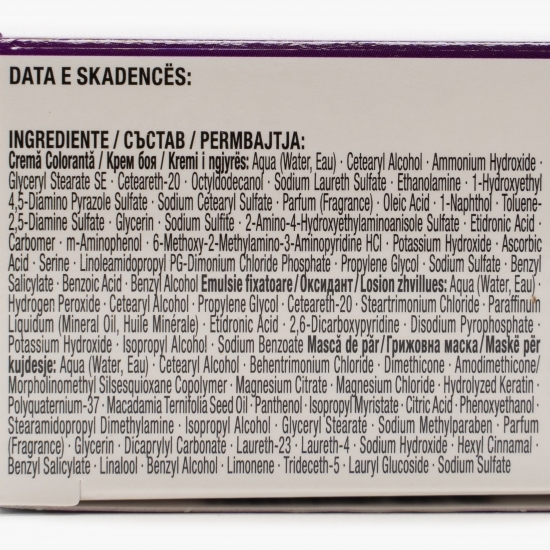 DATA E SKADENCËS:
INGREDIENTE / СЪСТАВ / PERMBAJTJA:
Cremă Colorantă / Крем боя / Kremi i ngjyrës: Aqua (Water, Eau) · Cetearyl Alcohol · Ammonium Hydroxide ·
Glyceryl Stearate SE · Ceteareth-20 · Octyldodecanol · Sodium Laureth Sulfate · Ethanolamine · 1-Hydroxyethyl
4,5-Diamino Pyrazole Sulfate · Sodium Cetearyl Sulfate · Parfum (Fragrance) · Oleic Acid · 1-Naphthol · Toluene-
2,5-Diamine Sulfate · Glycerin · Sodium Sulfite · 2-Amino-4-Hydroxyethylaminoanisole Sulfate · Etidronic Acid ·
Carbomer · m-Aminophenol · 6-Methoxy-2-Methylamino-3-Aminopyridine HCl · Potassium Hydroxide · Ascorbic
Acid · Serine · Linoleamidopropyl PG-Dimonium Chloride Phosphate · Propylene Glycol · Sodium Sulfate · Benzyl
Salicylate · Benzoic Acid · Benzyl Alcohol Emulsie fixatoare / Оксидант / Losion zhvillues: Aqua (Water, Eau) ·
Hydrogen Peroxide · Cetearyl Alcohol · Propylene Glycol · Ceteareth-20 · Steartrimonium Chloride · Paraffinum
Liquidum (Mineral Oil, Huile Minérale) · Etidronic Acid · 2,6-Dicarboxypyridine · Disodium Pyrophosphate ·
Potassium Hydroxide · Isopropyl Alcohol · Sodium Benzoate Mască de păr / Грижовна маска / Maskë për
kujdesje: Aqua (Water, Eau) · Cetearyl Alcohol · Behentrimonium Chloride · Dimethicone · Amodimethicone/
Morpholinomethyl Silsesquioxane Copolymer · Magnesium Citrate · Magnesium Chloride · Hydrolyzed Keratin ·
Polyquaternium-37 · Macadamia Ternifolia Seed Oil · Panthenol · Isopropyl Myristate · Citric Acid · Phenoxyethanol ·
Stearamidopropyl Dimethylamine · Isopropyl Alcohol · Glyceryl Stearate · Sodium Methylparaben · Parfum
(Fragrance) · Glycerin · Dicaprylyl Carbonate · Laureth-23 · Laureth-4 · Sodium Hydroxide · Hexyl Cinnamal ·
Benzyl Salicylate · Linalool · Benzyl Alcohol · Limonene · Trideceth-5 · Lauryl Glucoside · Sodium Sulfate